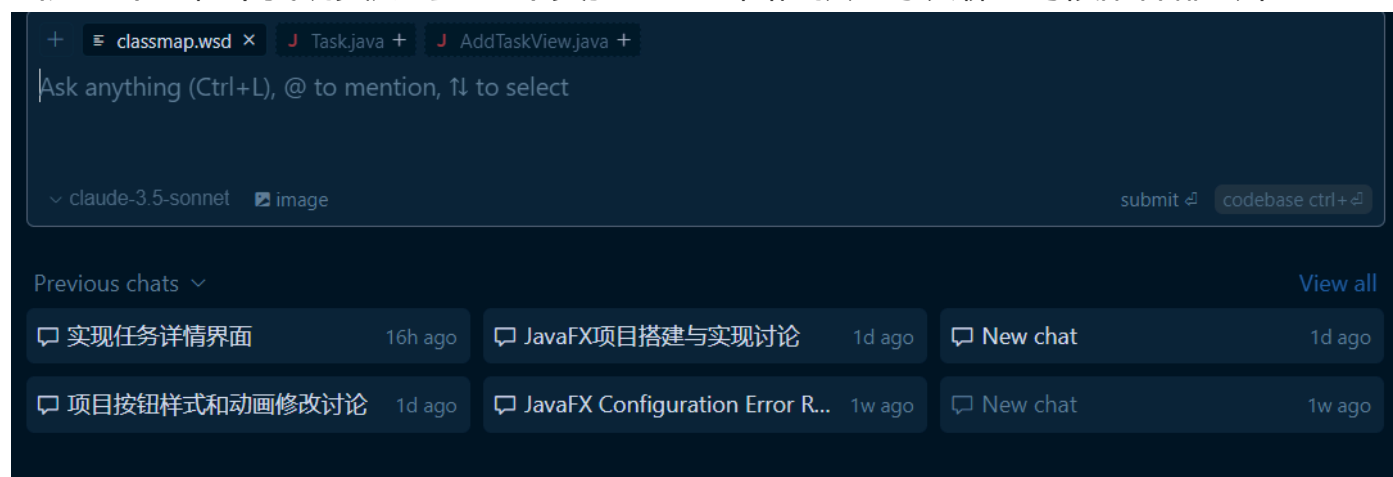 + classmap.wsd × J Task.java + J AddTaskView.java +
Ask anything (Ctrl+L), @ to mention, ⇅ to select
claude-3.5-sonnet image submit ⏎ codebase ctrl+⏎
Previous chats View all
实现任务详情界面 16h ago
JavaFX项目搭建与实现讨论 1d ago
New chat 1d ago
项目按钮样式和动画修改讨论 1d ago
JavaFX Configuration Error R... 1w ago
New chat 1w ago